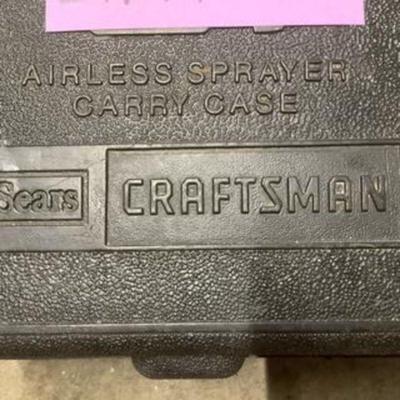 AIRLESS SPRAYER
CARRY CASE
Sears CRAFTSMAN